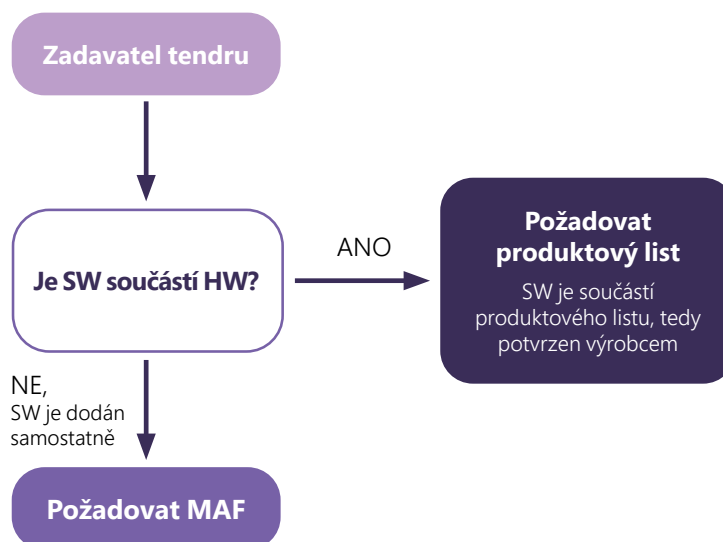 Zadavatel tendru
Je SW součástí HW?
ANO
Požadovat
produktový list
SW je součástí
produktového listu, tedy
potvrzen výrobcem
NE,
SW je dodán
samostatně
Požadovat MAF